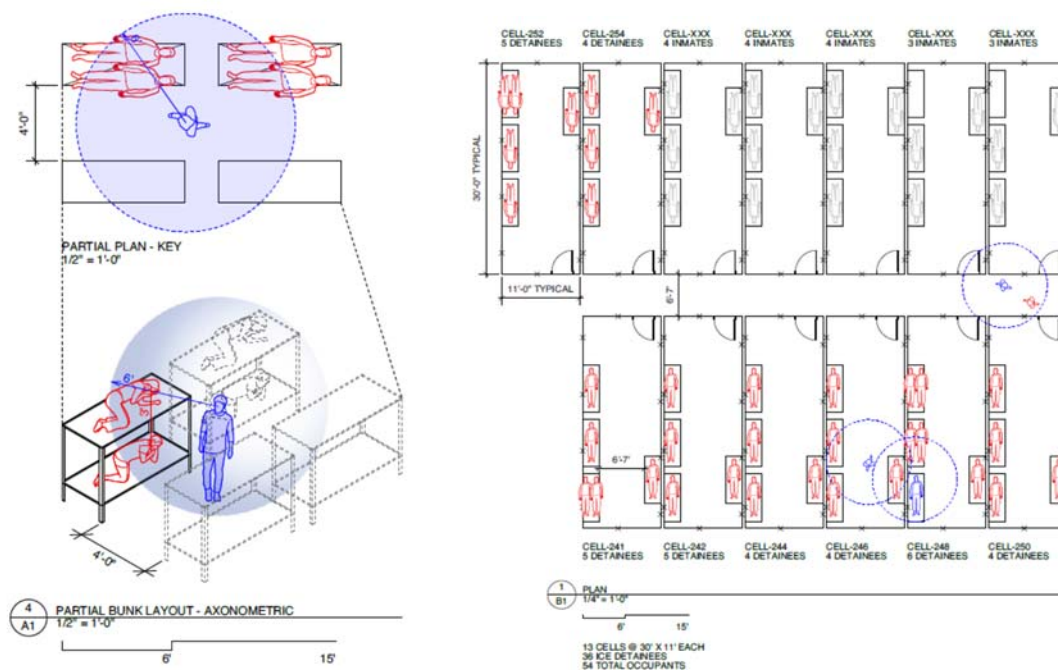 4'-0"
PARTIAL PLAN - KEY
1/2" = 1'-0"
6'
4'-0"
4
A1
PARTIAL BUNK LAYOUT - AXONOMETRIC
1/2" = 1'-0"
6'
15'
CELL-252
5 DETAINEES
CELL-254
4 DETAINEES
CELL-XXX
4 INMATES
CELL-XXX
4 INMATES
CELL-XXX
4 INMATES
CELL-XXX
3 INMATES
CELL-XXX
3 INMATES
30'-0" TYPICAL
11'-0" TYPICAL
6'-7"
6'-7"
CELL-241
5 DETAINEES
CELL-242
5 DETAINEES
CELL-244
4 DETAINEES
CELL-246
4 DETAINEES
CELL-248
6 DETAINEES
CELL-250
4 DETAINEES
1
B1
PLAN
1/4" = 1'-0"
6'
15'
13 CELLS @ 30' X 11' EACH
36 ICE DETAINEES
54 TOTAL OCCUPANTS